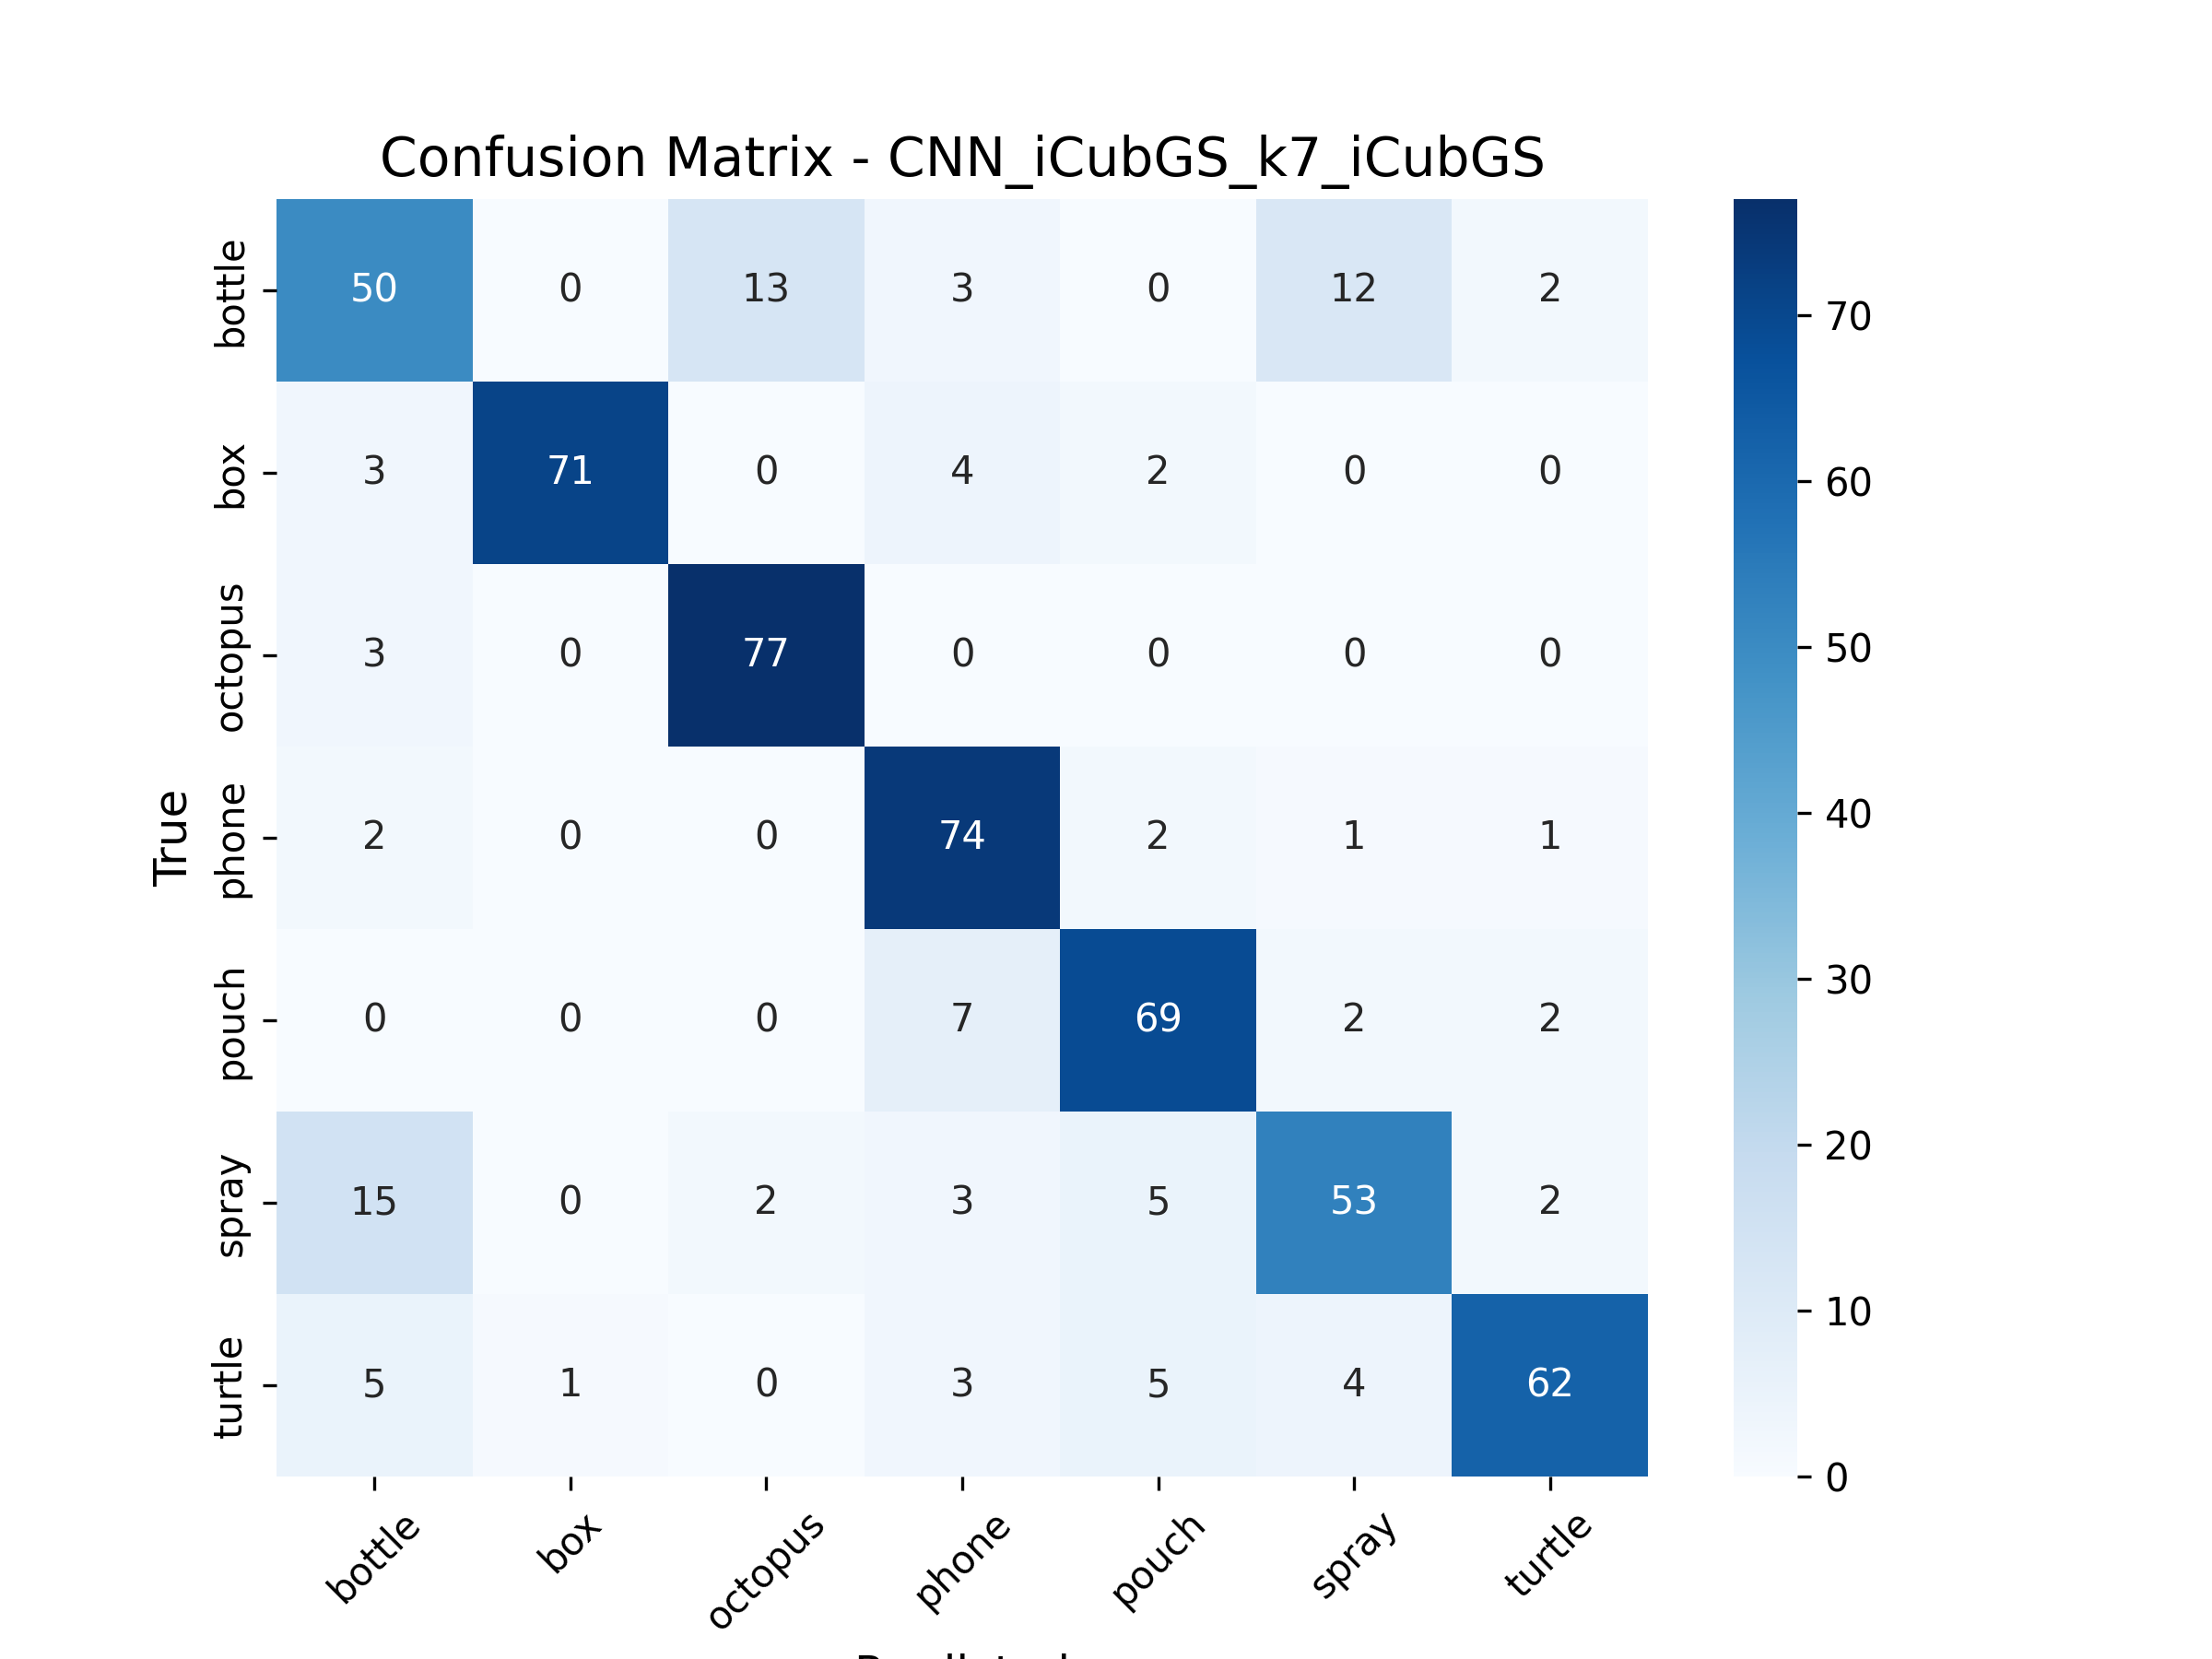 Confusion Matrix - CNN_iCubGS_k7_iCubGS
True
bottle 50 0 13 3 0 12 2
box 3 71 0 4 2 0 0
octopus 3 0 77 0 0 0 0
phone 2 0 0 74 2 1 1
pouch 0 0 0 7 69 2 2
spray 15 0 2 3 5 53 2
turtle 5 1 0 3 5 4 62
bottle box octopus phone pouch spray turtle
70
60
50
40
30
20
10
0